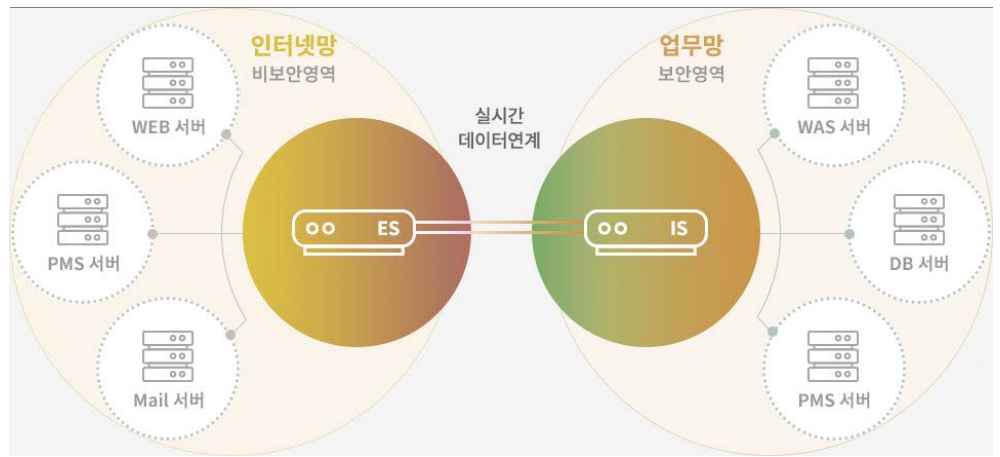 인터넷망
비보안영역
업무망
보안영역
WEB 서버
실시간
데이터연계
WAS 서버
PMS 서버
ES
IS
DB 서버
Mail 서버
PMS 서버